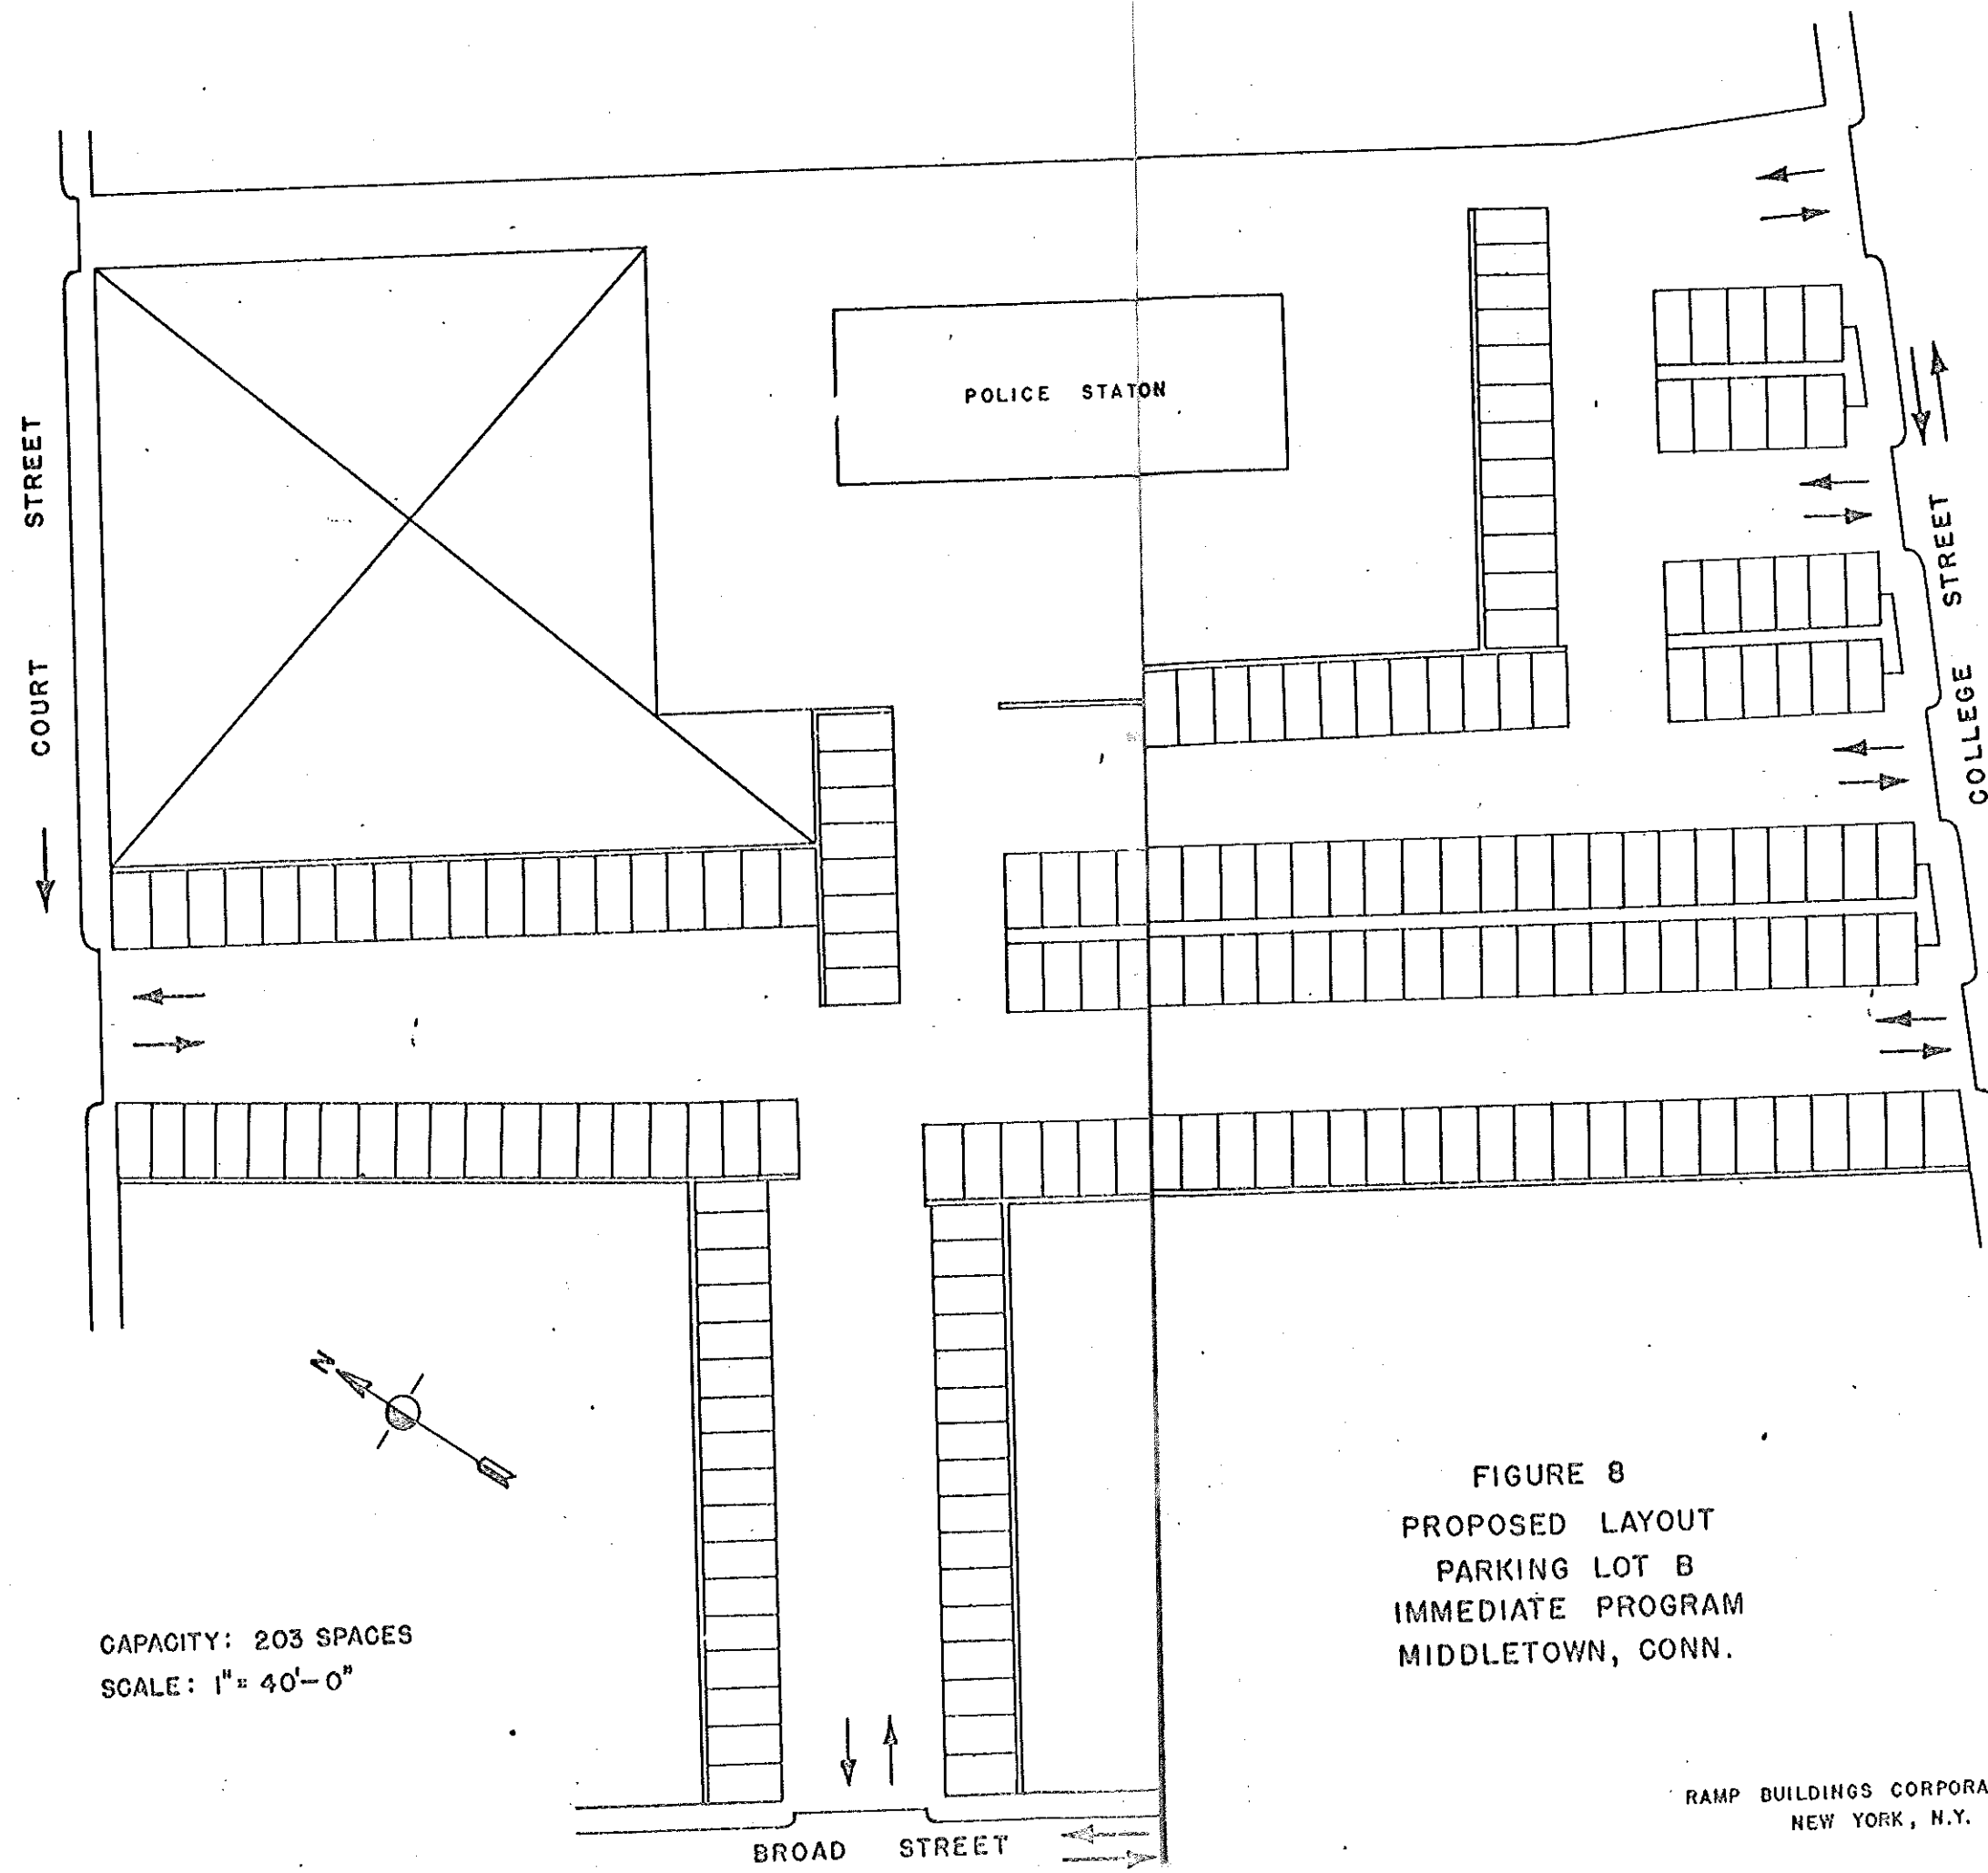 POLICE STATON
COURT STREET
COLLEGE STREET
N
FIGURE 8
PROPOSED LAYOUT
PARKING LOT B
IMMEDIATE PROGRAM
MIDDLETOWN, CONN.
CAPACITY: 203 SPACES
SCALE: 1" = 40'-0"
RAMP BUILDINGS CORPORA
NEW YORK, N.Y.
BROAD STREET